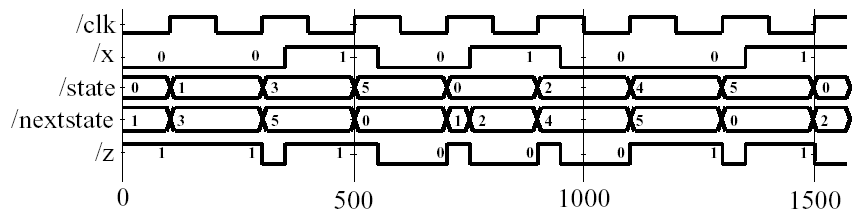 /clk
/x 0 0 1 0 1 0 0 1
/state 0 1 3 5 0 2 4 5 0
/nextstate 1 3 5 0 1 2 4 5 0 2
/z 1 1 1 0 0 0 1 1
0 500 1000 1500